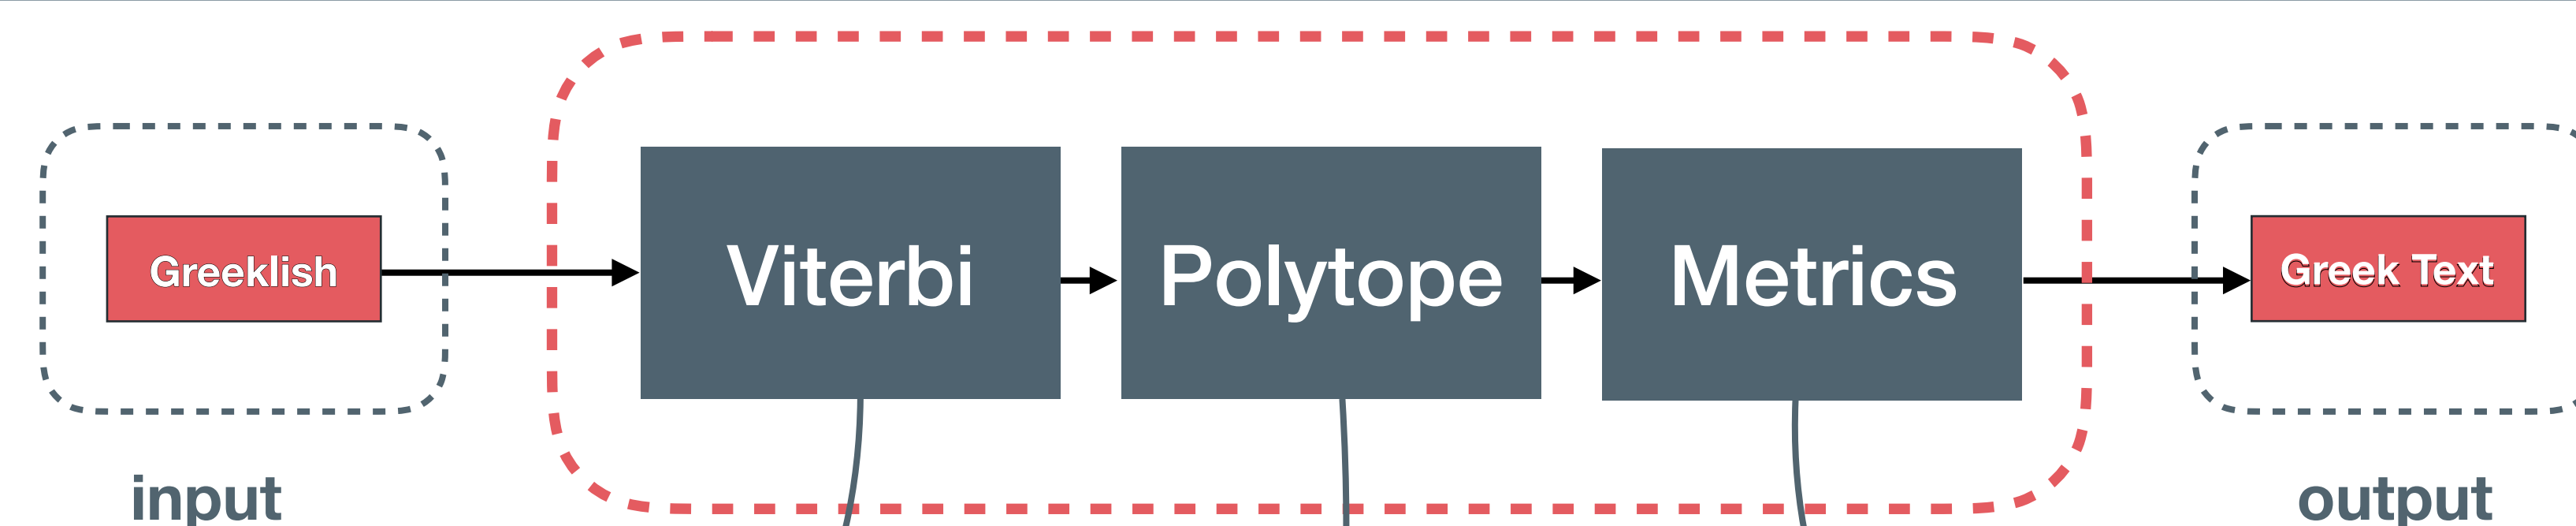 Greeklish
Viterbi
Polytope
Metrics
Greek Text
input
output